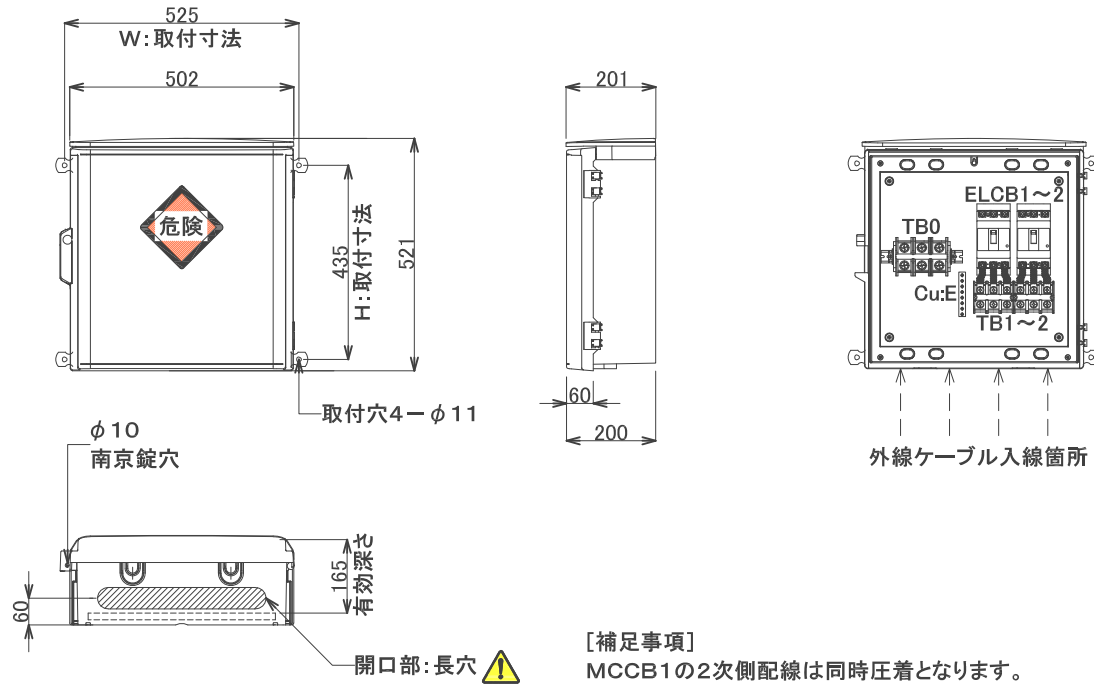 525
W:取付寸法
502
危険
435
H:取付寸法
521
取付穴4-φ11
201
60
200
ELCB1~2
TB0
Cu:E
TB1~2
外線ケーブル入線箇所
φ10
南京錠穴
60
165
有効深さ
開口部:長穴
[補足事項]
MCCB1の2次側配線は同時圧着となります。